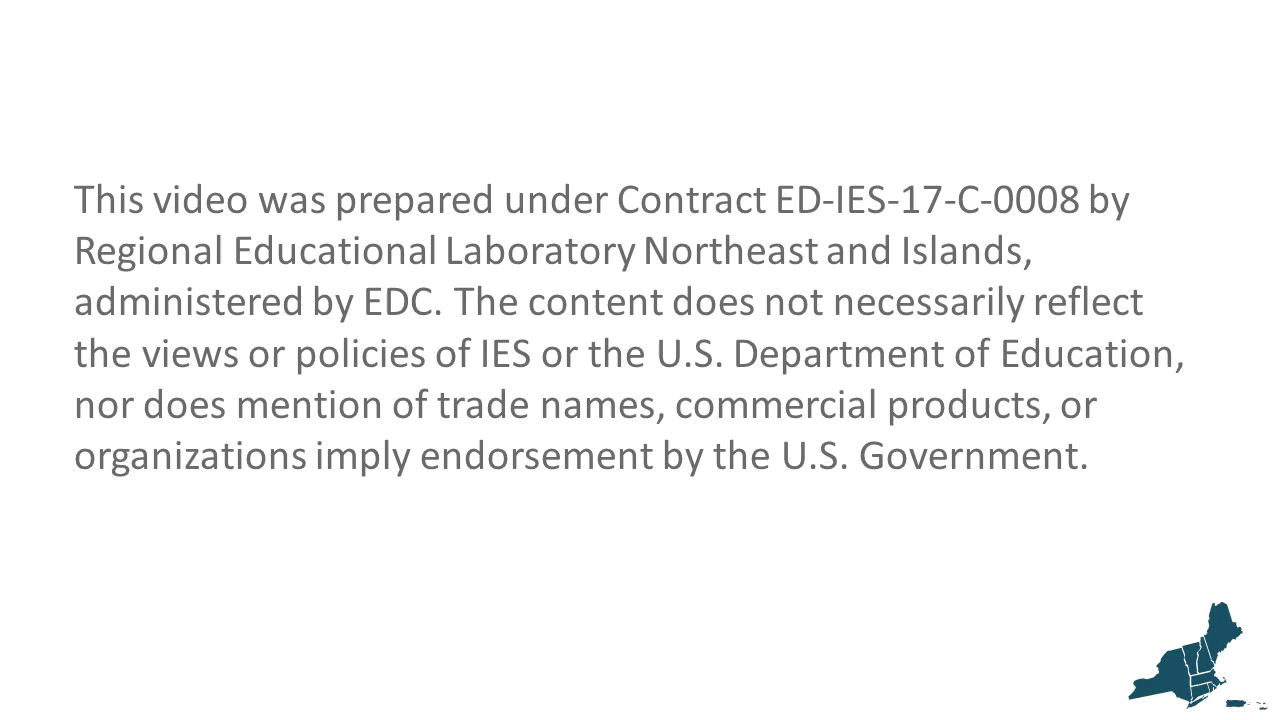 This video was prepared under Contract ED-IES-17-C-0008 by
Regional Educational Laboratory Northeast and Islands,
administered by EDC. The content does not necessarily reflect
the views or policies of IES or the U.S. Department of Education,
nor does mention of trade names, commercial products, or
organizations imply endorsement by the U.S. Government.